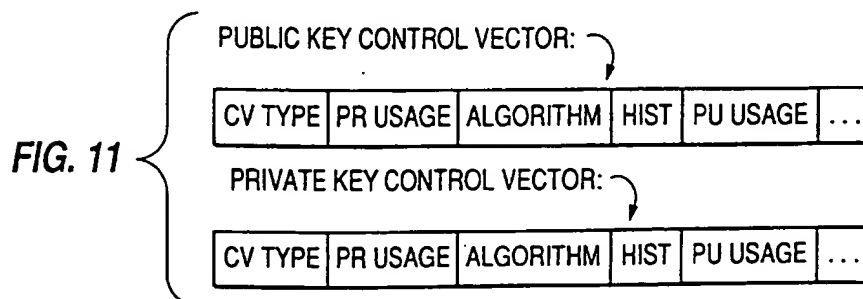 PUBLIC KEY CONTROL VECTOR:
CV TYPE PR USAGE ALGORITHM HIST PU USAGE ...
FIG. 11
PRIVATE KEY CONTROL VECTOR:
CV TYPE PR USAGE ALGORITHM HIST PU USAGE ...